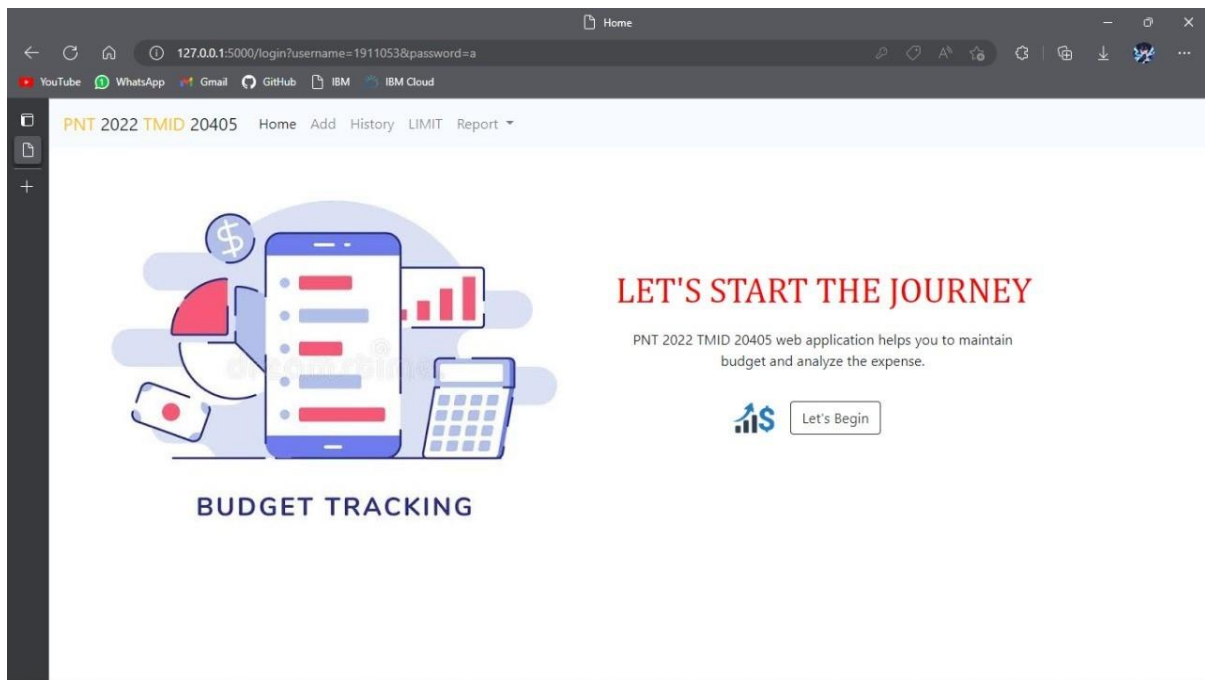 Home
127.0.0.1:5000/login?username=1911053&password=a
YouTube WhatsApp Gmail GitHub IBM IBM Cloud
PNT 2022 TMID 20405 Home Add History LIMIT Report
$
dreamstime
BUDGET TRACKING
LET'S START THE JOURNEY
PNT 2022 TMID 20405 web application helps you to maintain
budget and analyze the expense.
$ Let's Begin